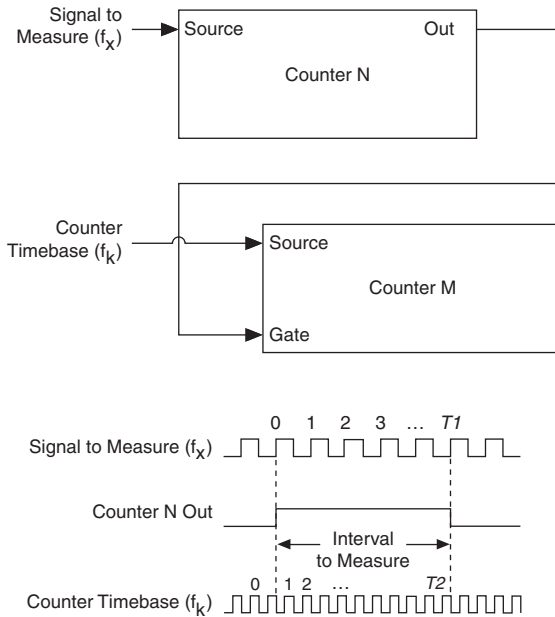 Signal to
Measure (fx)
Source
Out
Counter N
Counter
Timebase (fk)
Source
Counter M
Gate
0 1 2 3 … T1
Signal to Measure (fx)
Counter N Out
Interval
to Measure
0 1 2 … T2
Counter Timebase (fk)